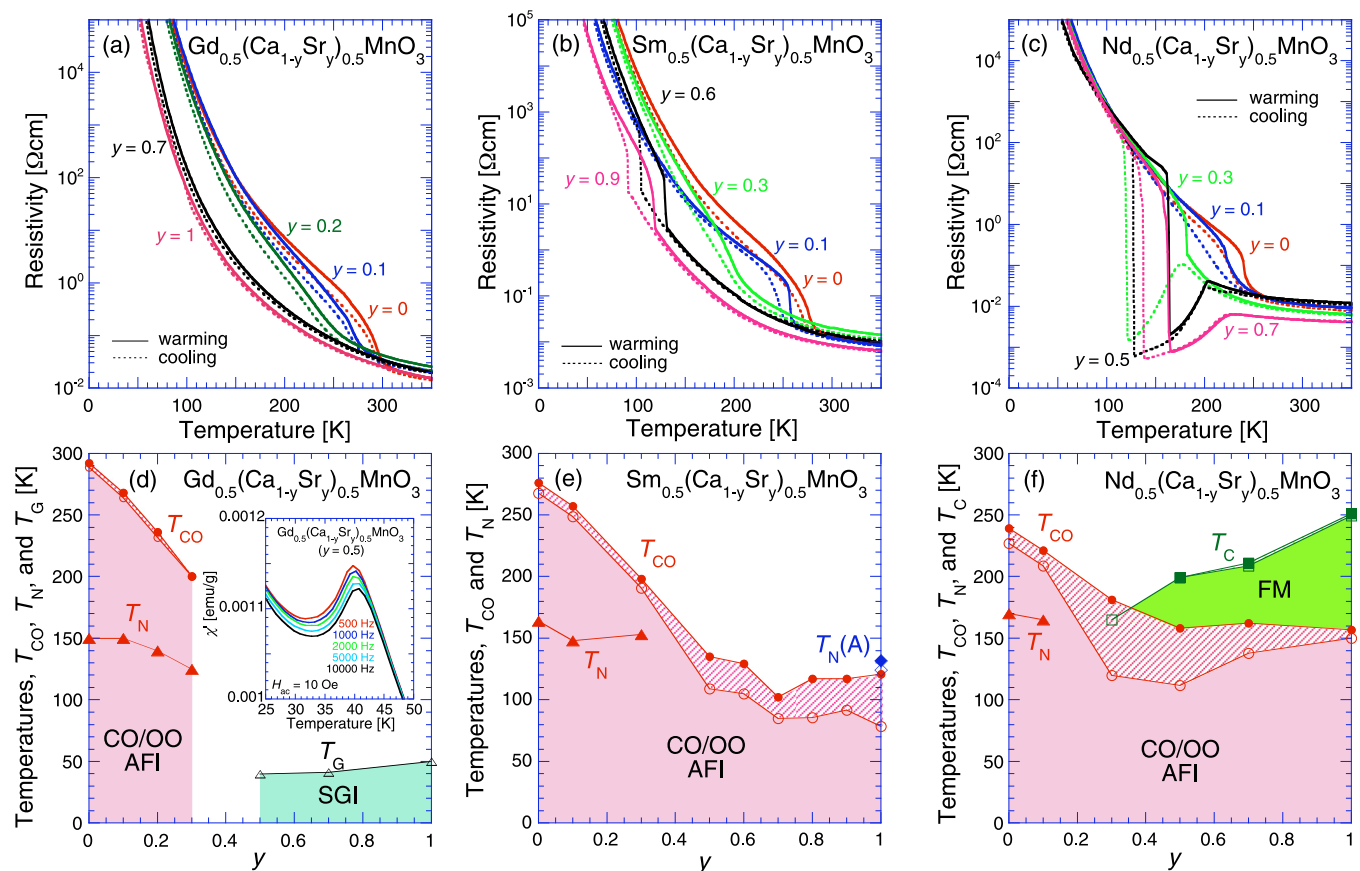 (a) Gd0.5(Ca1-ySry)0.5MnO3
Resistivity [Ωcm]
10^4
10^2
10^0
10^-2
y = 0.7
y = 0.2
y = 1
y = 0.1
y = 0
warming
cooling
0 100 200 300
Temperature [K]
(b) Sm0.5(Ca1-ySry)0.5MnO3
Resistivity [Ωcm]
10^5
10^3
10^1
10^-1
10^-3
y = 0.6
y = 0.9
y = 0.3
y = 0.1
y = 0
warming
cooling
0 100 200 300
Temperature [K]
(c) Nd0.5(Ca1-ySry)0.5MnO3
Resistivity [Ωcm]
10^4
10^2
10^0
10^-2
10^-4
warming
cooling
y = 0.3
y = 0.1
y = 0
y = 0.7
y = 0.5
0 100 200 300
Temperature [K]
(d) Gd0.5(Ca1-ySry)0.5MnO3
Temperatures, TCO, TN, and TG [K]
300
250
200
150
100
50
0
TCO
TN
CO/OO
AFI
TG
SGI
0.0012
0.0011
0.001
χ' [emu/g]
Gd0.5(Ca1-ySry)0.5MnO3
(y = 0.5)
500 Hz
1000 Hz
2000 Hz
5000 Hz
10000 Hz
Hac = 10 Oe
25 30 35 40 45 50
Temperature [K]
0 0.2 0.4 0.6 0.8 1
y
(e) Sm0.5(Ca1-ySry)0.5MnO3
Temperatures, TCO and TN [K]
300
250
200
150
100
50
0
TCO
TN
TN(A)
CO/OO
AFI
0 0.2 0.4 0.6 0.8 1
y
(f) Nd0.5(Ca1-ySry)0.5MnO3
Temperatures, TCO, TN, and TC [K]
300
250
200
150
100
50
0
TCO
TC
FM
TN
CO/OO
AFI
0 0.2 0.4 0.6 0.8 1
y